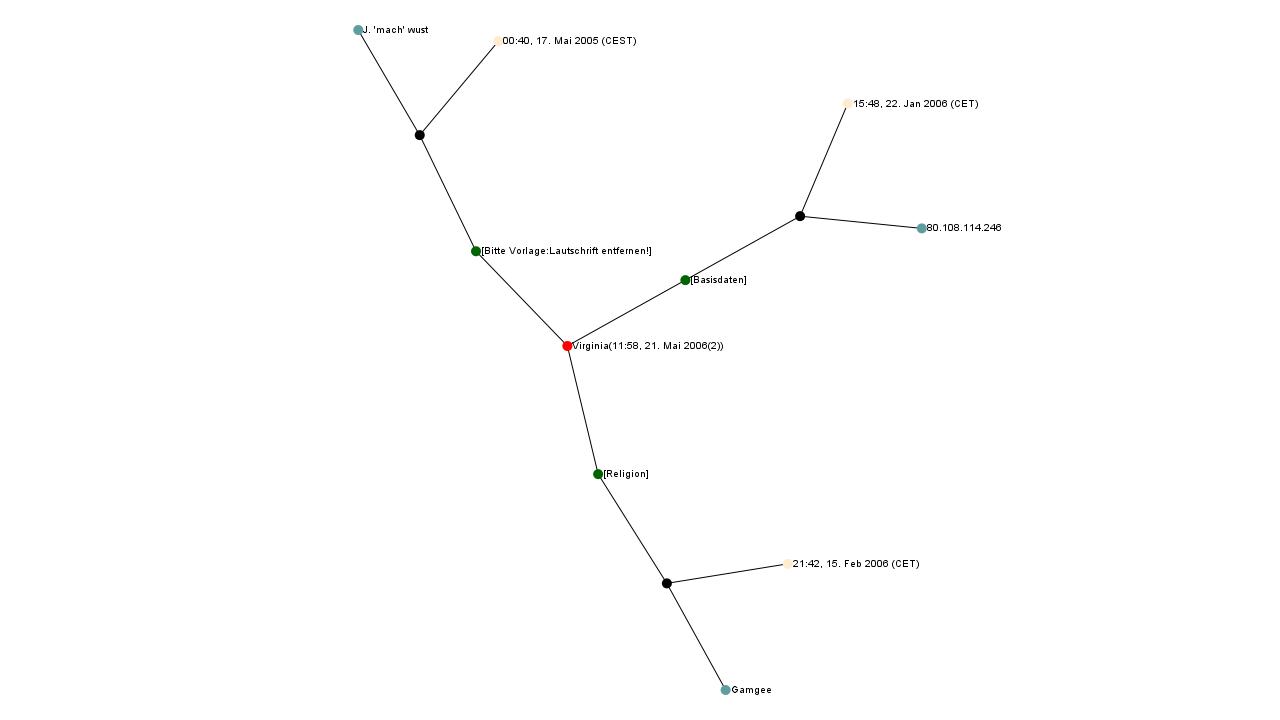 J. 'mach' wust
00:40, 17. Mai 2005 (CEST)
15:48, 22. Jan 2006 (CET)
80.108.114.246
[Bitte Vorlage:Lautschrift entfernen!]
[Basisdaten]
Virginia(11:58, 21. Mai 2006(2))
[Religion]
21:42, 15. Feb 2006 (CET)
Gamgee